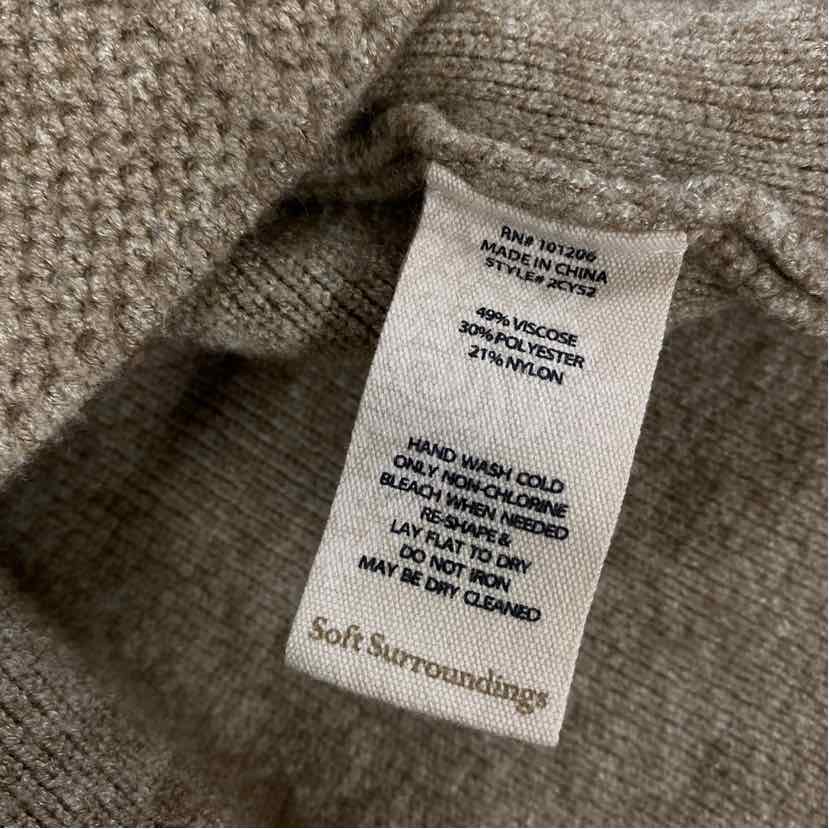 RN# 101206
MADE IN CHINA
STYLE# 2CY52
49% VISCOSE
30% POLYESTER
21% NYLON
HAND WASH COLD
ONLY NON-CHLORINE
BLEACH WHEN NEEDED
RE-SHAPE &
LAY FLAT TO DRY
DO NOT IRON
MAY BE DRY CLEANED
Soft Surroundings